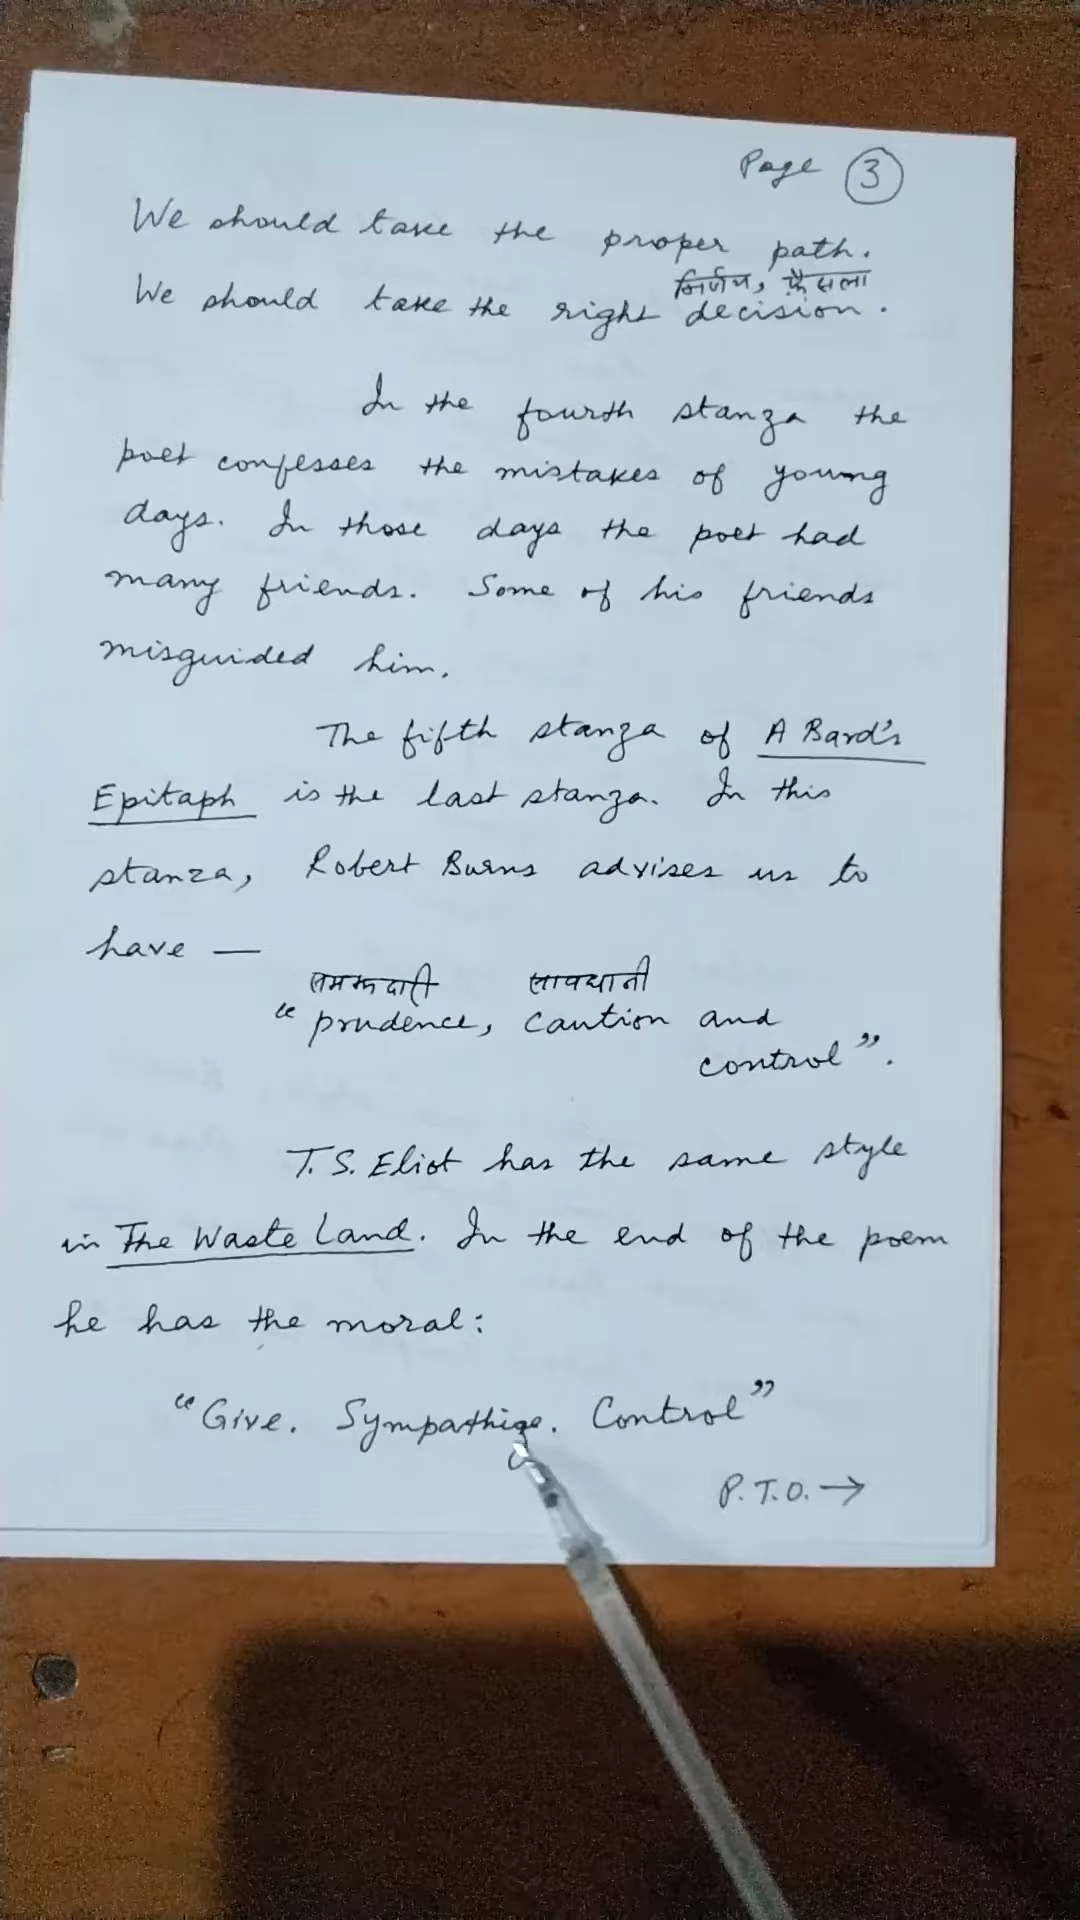 Page 3
We should take the proper path.
निर्णय, फ़ैसला
We should take the right decision.
In the fourth stanza the
poet confesses the mistakes of young
days. In those days the poet had
many friends. Some of his friends
misguided him.
The fifth stanza of A Bard's
Epitaph is the last stanza. In this
stanza, Robert Burns advises us to
have —
समझदारी सावधानी
"prudence, caution and
control".
T.S. Eliot has the same style
in The Waste Land. In the end of the poem
he has the moral:
"Give. Sympathize. Control"
P.T.O. →